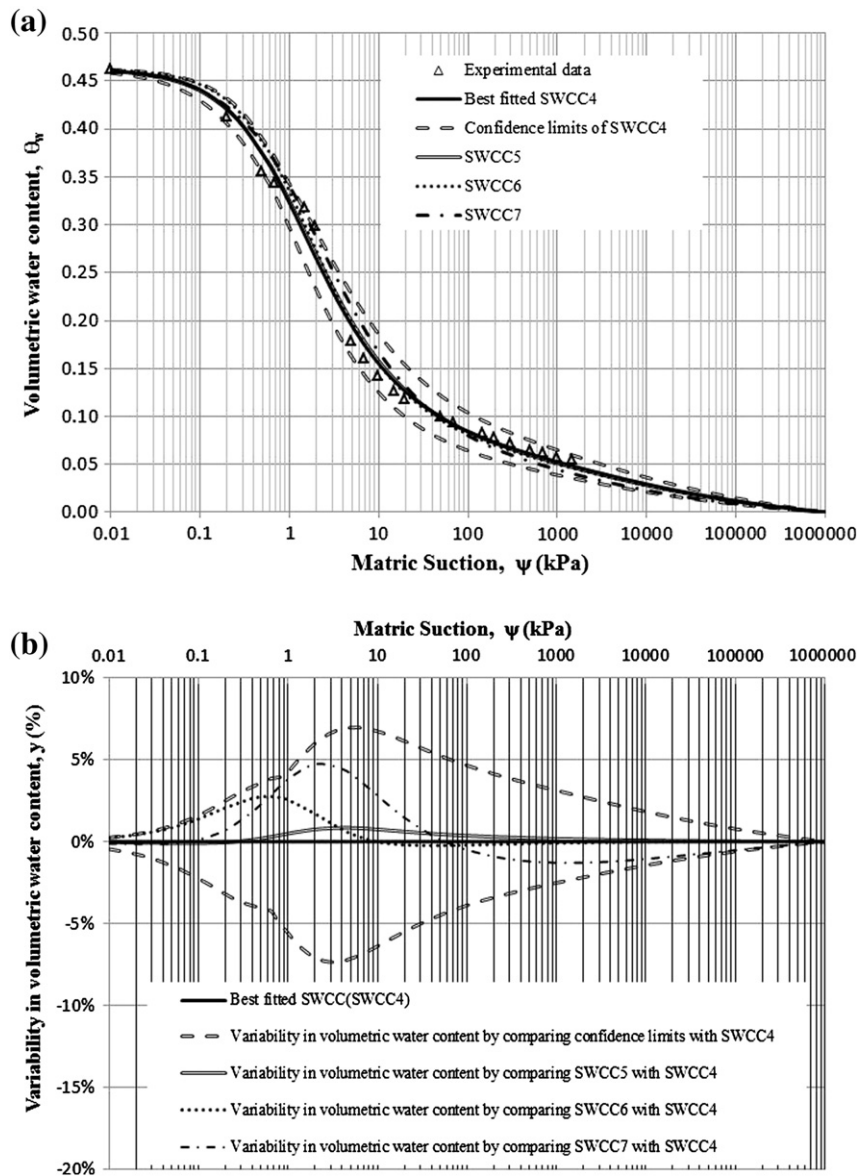 (a)
0.50
0.45
0.40
0.35
0.30
0.25
0.20
0.15
0.10
0.05
0.00
Volumetric water content, Θw
Experimental data
Best fitted SWCC4
Confidence limits of SWCC4
SWCC5
SWCC6
SWCC7
0.01 0.1 1 10 100 1000 10000 100000 1000000
Matric Suction, ψ (kPa)
(b)
Matric Suction, ψ (kPa)
0.01 0.1 1 10 100 1000 10000 100000 1000000
10%
5%
0%
-5%
-10%
-15%
-20%
Variability in volumetric water content, y (%)
Best fitted SWCC(SWCC4)
Variability in volumetric water content by comparing confidence limits with SWCC4
Variability in volumetric water content by comparing SWCC5 with SWCC4
Variability in volumetric water content by comparing SWCC6 with SWCC4
Variability in volumetric water content by comparing SWCC7 with SWCC4